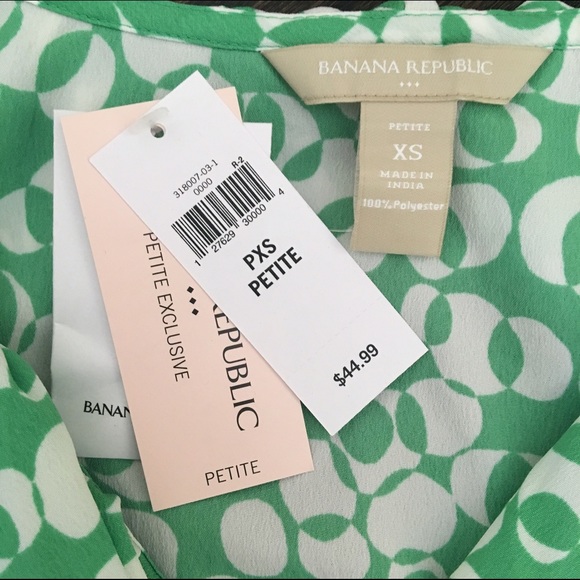 BANANA REPUBLIC
PETITE
XS
MADE IN
INDIA
100% Polyester
318007-03-1
0000
R-2
1 27629 30000 4
PXS
PETITE
$44.99
REPUBLIC
PETITE EXCLUSIVE
PETITE
BANAN